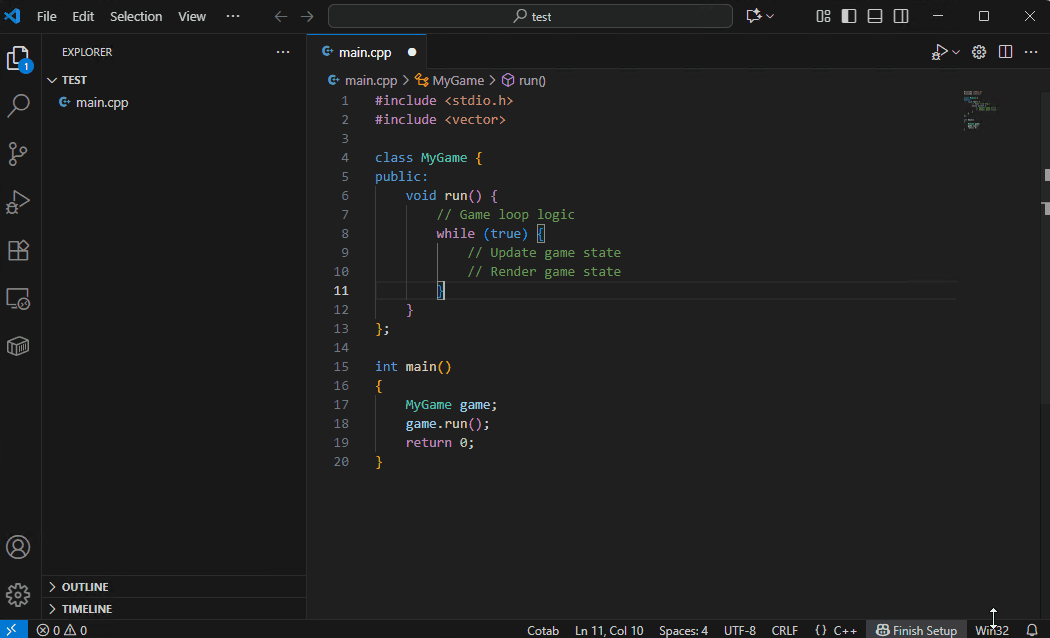 File Edit Selection View ··· test
EXPLORER ···
1
TEST
main.cpp
main.cpp
main.cpp > MyGame > run()
1 #include <stdio.h>
2 #include <vector>
3
4 class MyGame {
5 public:
6 void run() {
7 // Game loop logic
8 while (true) {
9 // Update game state
10 // Render game state
11 }
12 }
13 };
14
15 int main()
16 {
17 MyGame game;
18 game.run();
19 return 0;
20 }
OUTLINE
TIMELINE
0 0 Cotab Ln 11, Col 10 Spaces: 4 UTF-8 CRLF {} C++ Finish Setup Win32